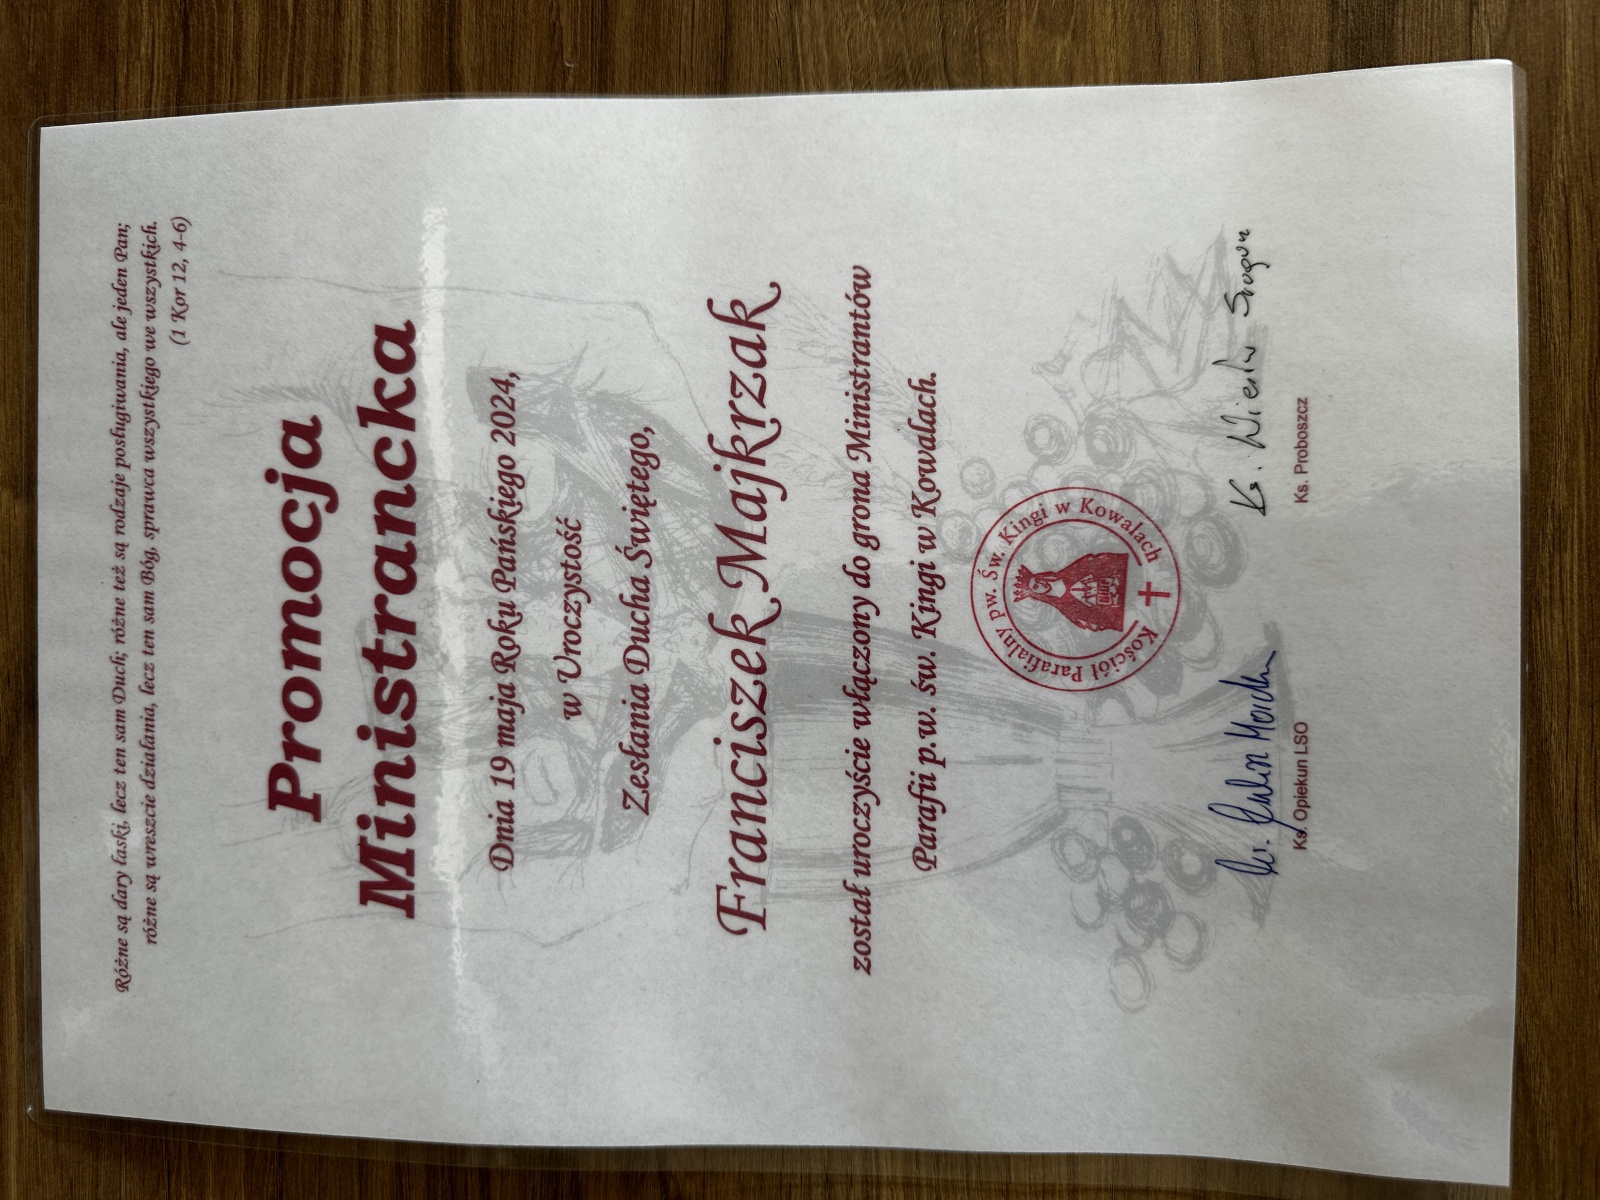 Różne są dary łaski, lecz ten sam Duch; różne też są rodzaje posługiwania, ale jeden Pan;
różne są wreszcie działania, lecz ten sam Bóg, sprawca wszystkiego we wszystkich.
(1 Kor 12, 4-6)
Promocja
Ministrancka
Dnia 19 maja Roku Pańskiego 2024,
w Uroczystość
Zesłania Ducha Świętego,
Franciszek Majkrzak
został uroczyście włączony do grona Ministrantów
Parafii p.w. św. Kingi w Kowalach.
Kościół Parafialny pw. Św. Kingi w Kowalach
ks.
Ks. Opiekun LSO
Ks. Wiesław
Ks. Proboszcz